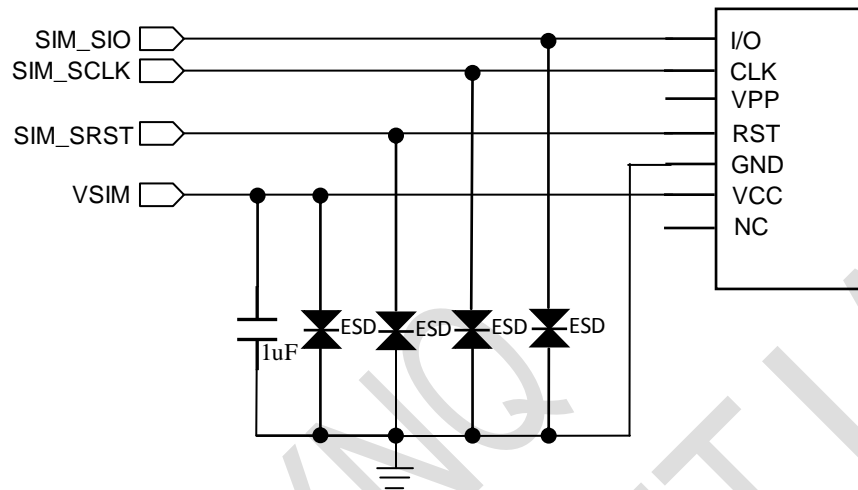 SIM_SIO
I/O
SIM_SCLK
CLK
VPP
SIM_SRST
RST
GND
VSIM
VCC
NC
ESD
ESD
ESD
ESD
1uF